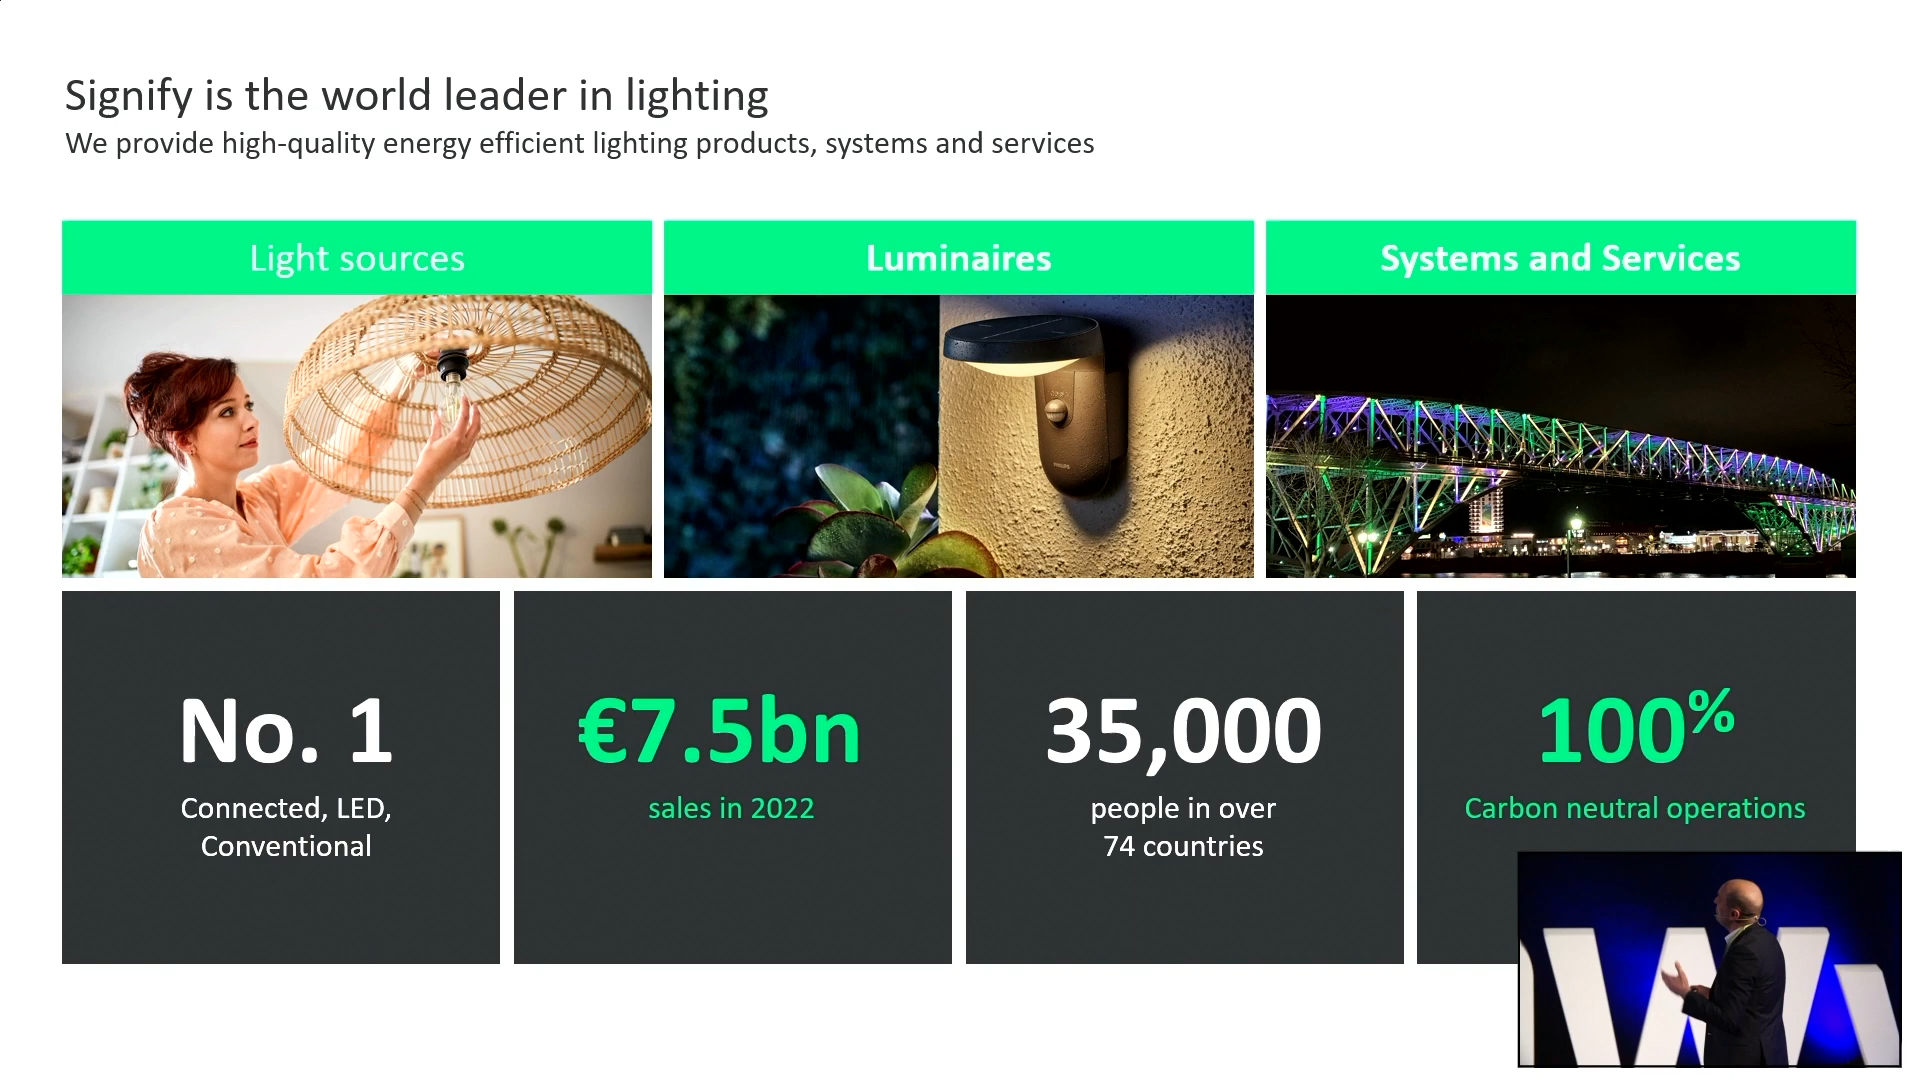 Signify is the world leader in lighting
We provide high-quality energy efficient lighting products, systems and services
Light sources
Luminaires
Systems and Services
PHILIPS
No. 1
Connected, LED,
Conventional
€7.5bn
sales in 2022
35,000
people in over
74 countries
100%
Carbon neutral operations